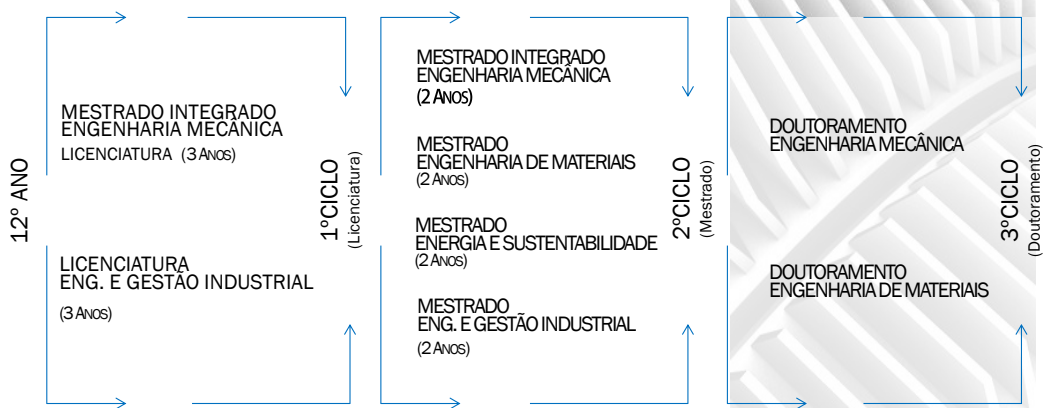 12º ANO
MESTRADO INTEGRADO
ENGENHARIA MECÂNICA
LICENCIATURA (3 ANOS)
LICENCIATURA
ENG. E GESTÃO INDUSTRIAL
(3 ANOS)
1ºCICLO
(Licenciatura)
MESTRADO INTEGRADO
ENGENHARIA MECÂNICA
(2 ANOS)
MESTRADO
ENGENHARIA DE MATERIAIS
(2 ANOS)
MESTRADO
ENERGIA E SUSTENTABILIDADE
(2 ANOS)
MESTRADO
ENG. E GESTÃO INDUSTRIAL
(2 ANOS)
2ºCICLO
(Mestrado)
DOUTORAMENTO
ENGENHARIA MECÂNICA
DOUTORAMENTO
ENGENHARIA DE MATERIAIS
3ºCICLO
(Doutoramento)